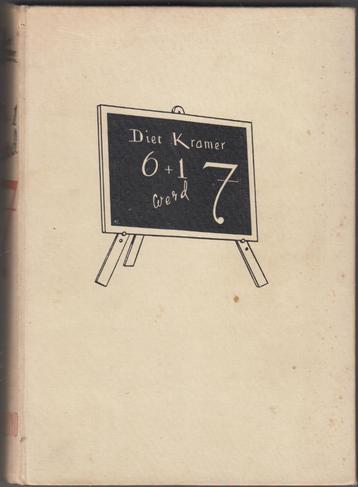 Diet Kramer
6+1
werd 7